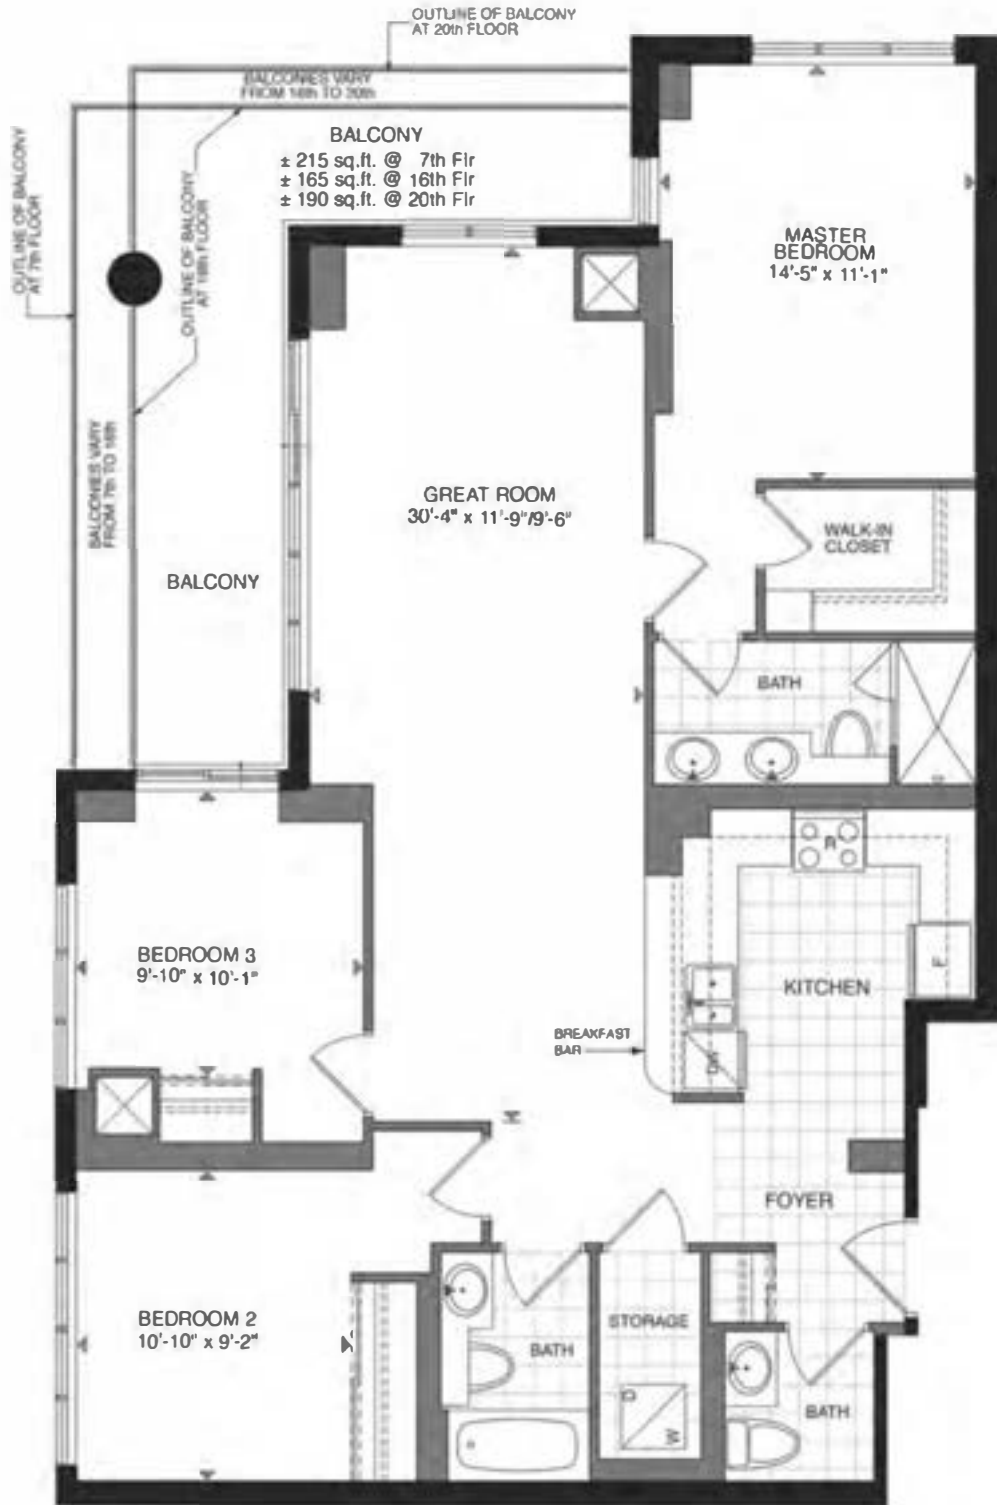 OUTLINE OF BALCONY
AT 20th FLOOR
BALCONIES VARY
FROM 16th TO 20th
BALCONY
± 215 sq.ft. @ 7th Flr
± 165 sq.ft. @ 16th Flr
± 190 sq.ft. @ 20th Flr
OUTLINE OF BALCONY
AT 7th FLOOR
OUTLINE OF BALCONY
AT 16th FLOOR
MASTER
BEDROOM
14'-5" x 11'-1"
BALCONIES VARY
FROM 7th TO 16th
GREAT ROOM
30'-4" x 11'-9"/9'-6"
WALK-IN
CLOSET
BALCONY
BATH
R
BEDROOM 3
9'-10" x 10'-1"
F
KITCHEN
BREAKFAST
BAR
DW
FOYER
BEDROOM 2
10'-10" x 9'-2"
STORAGE
BATH
D
W
BATH